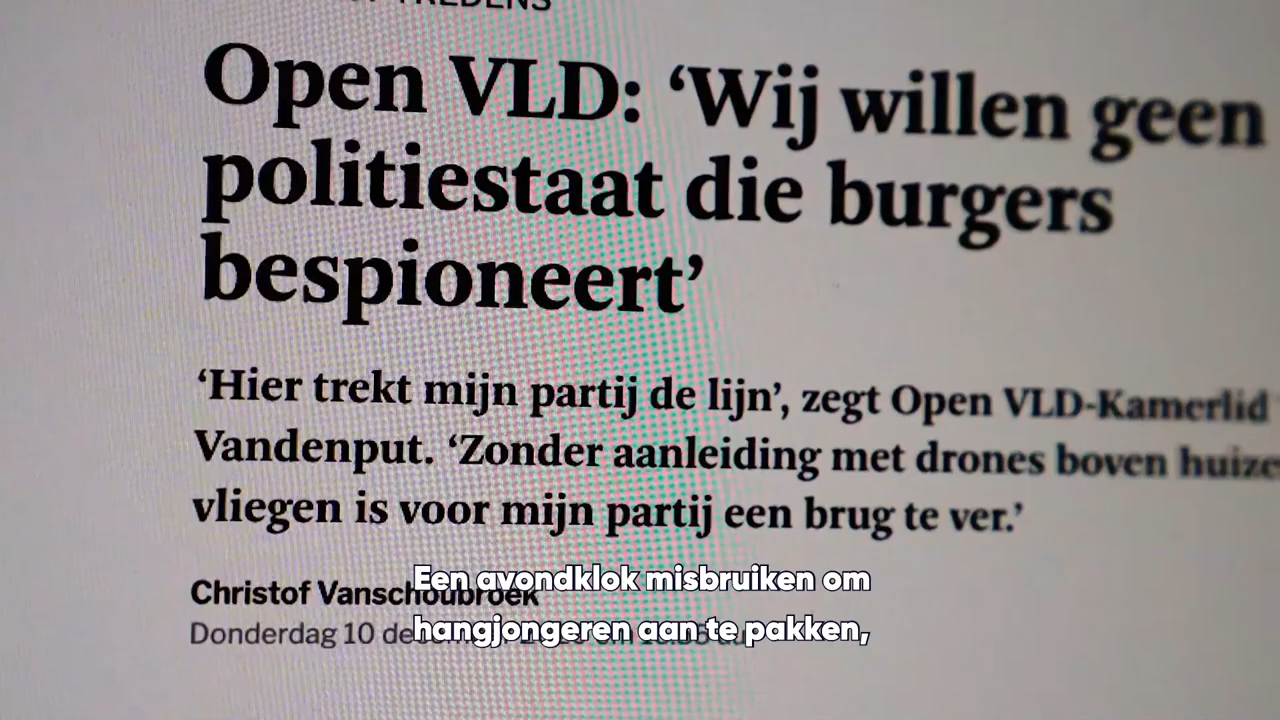 Open VLD: ‘Wij willen geen
politiestaat die burgers
bespioneert’
‘Hier trekt mijn partij de lijn’, zegt Open VLD-Kamerlid
Vandenput. ‘Zonder aanleiding met drones boven
vliegen is voor mijn partij een brug te ver.’
Christof Vanschoubroek
Donderdag 10
Een avondklok misbruiken om
hangjongeren aan te pakken,